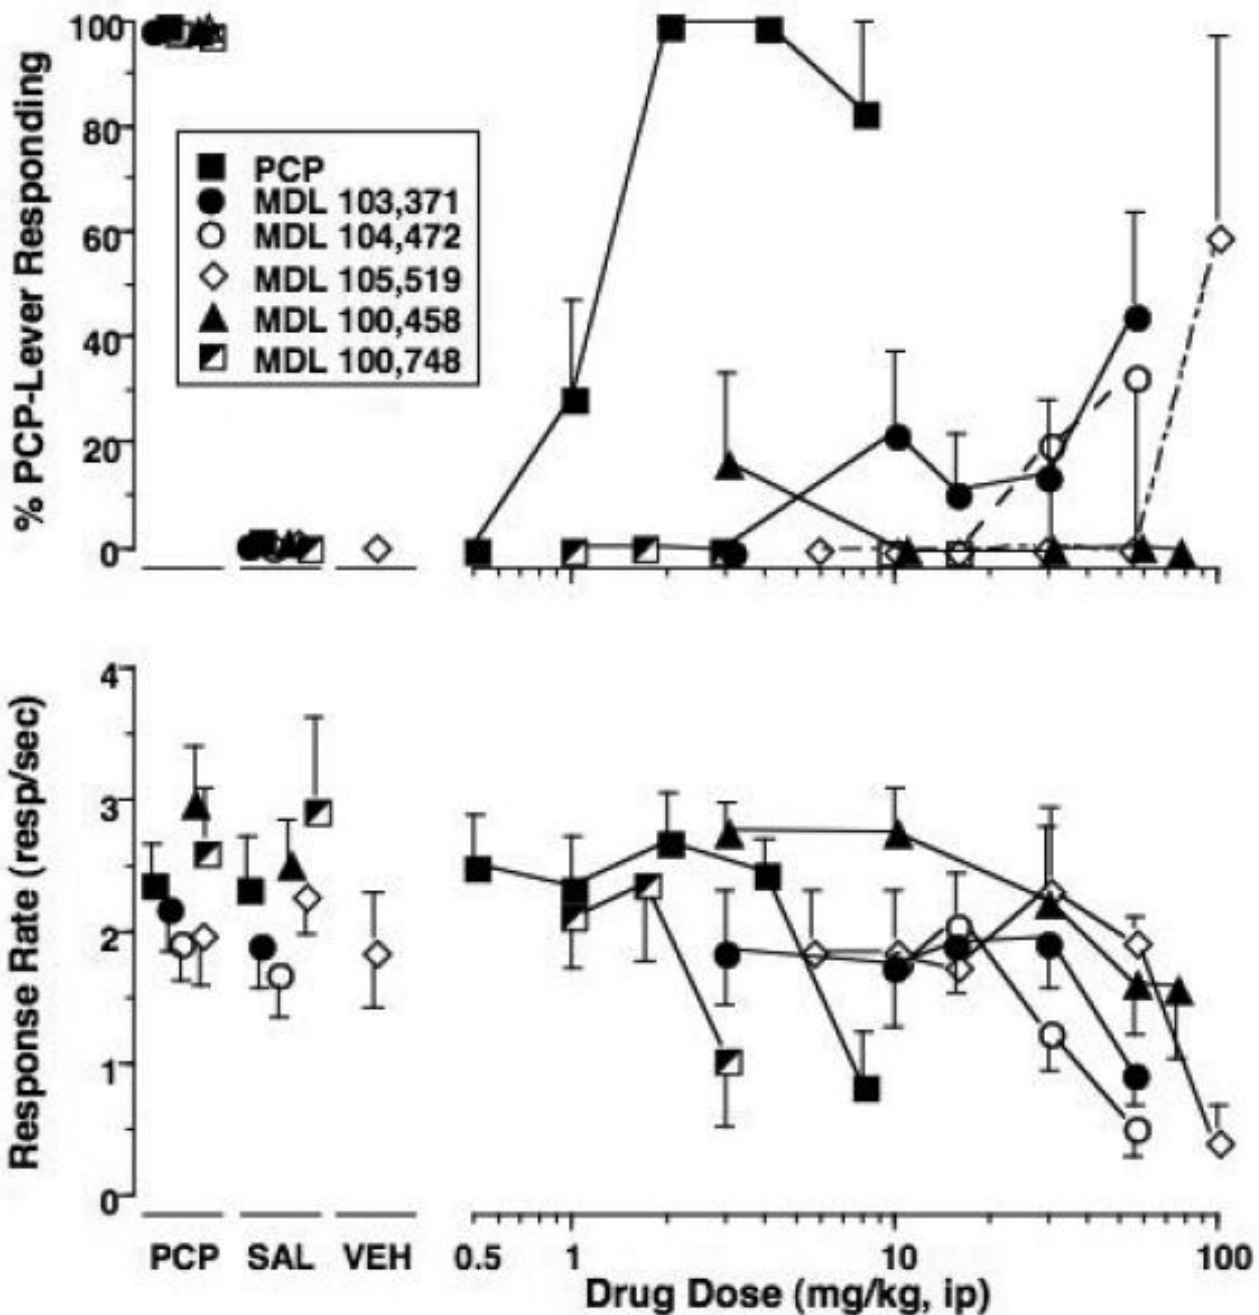 % PCP-Lever Responding
100
80
60
40
20
0
PCP
MDL 103,371
MDL 104,472
MDL 105,519
MDL 100,458
MDL 100,748
Response Rate (resp/sec)
4
3
2
1
0
PCP SAL VEH 0.5 1 10 100
Drug Dose (mg/kg, ip)